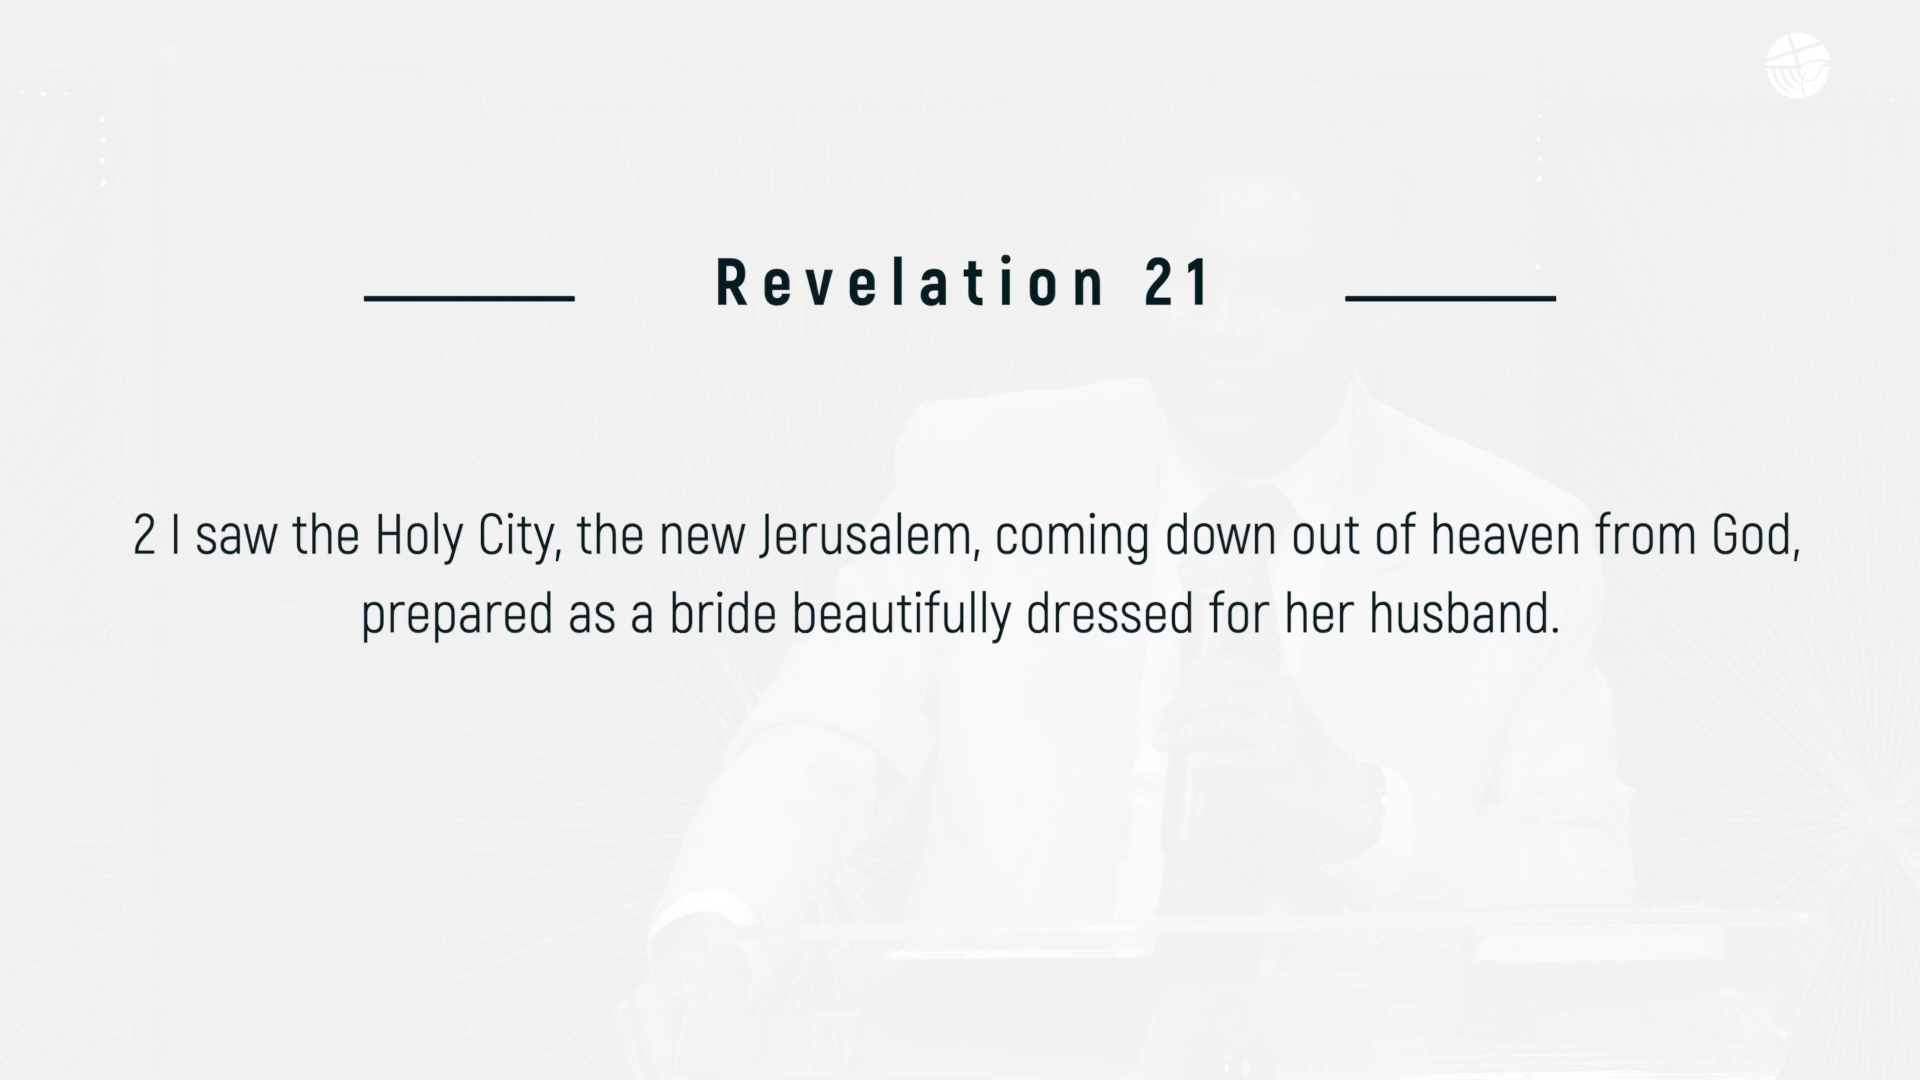 Revelation 21
2 I saw the Holy City, the new Jerusalem, coming down out of heaven from God,
prepared as a bride beautifully dressed for her husband.